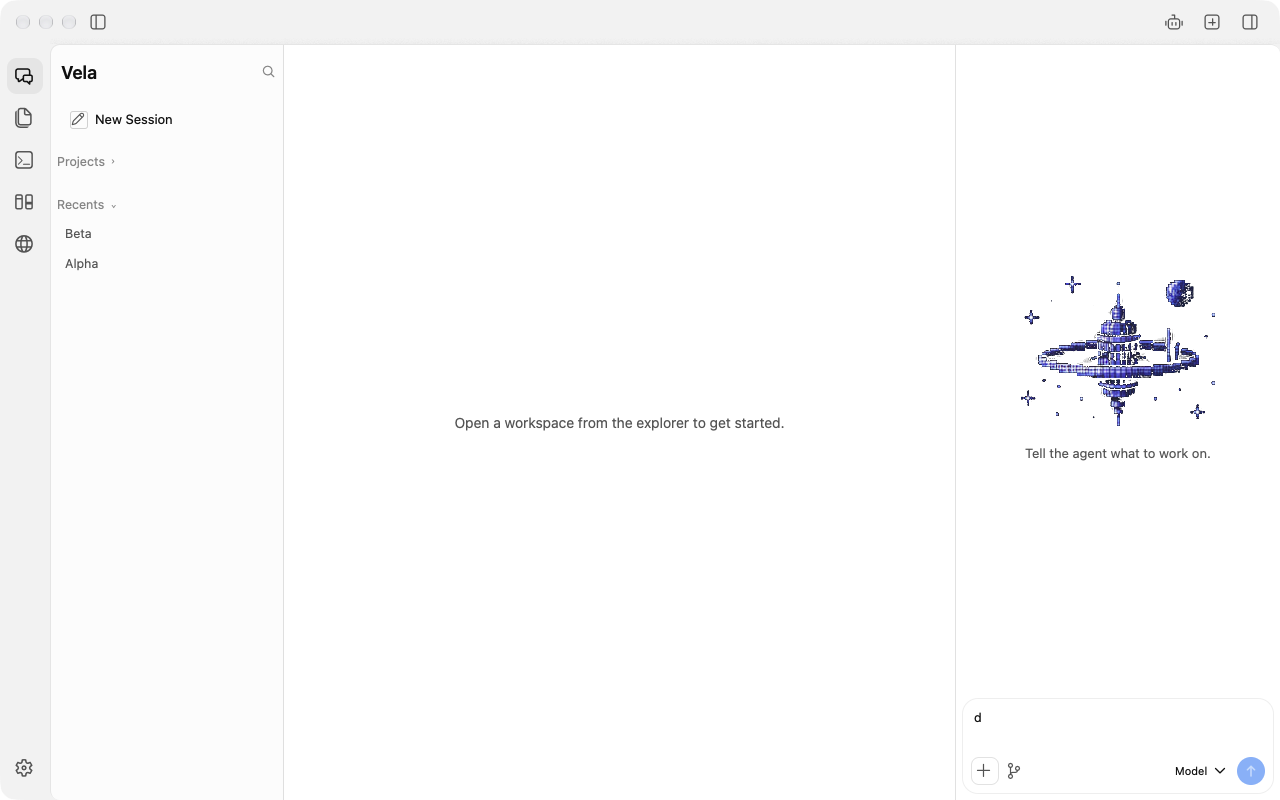 Vela
New Session
Projects
Recents
Beta
Alpha
Open a workspace from the explorer to get started.
Tell the agent what to work on.
d
Model